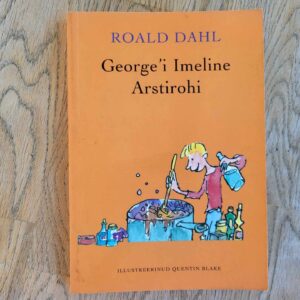 ROALD DAHL
George'i Imeline
Arstirohi
ILLUSTREERINUD QUENTIN BLAKE